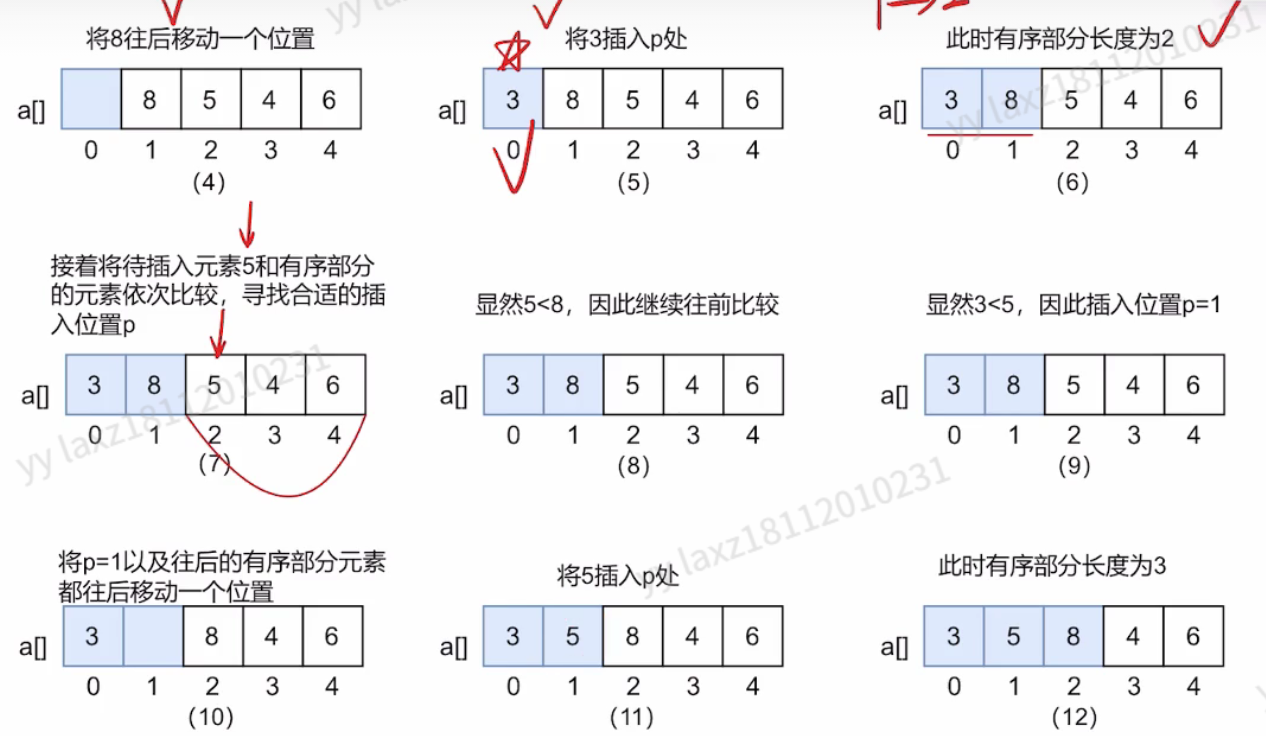 将8往后移动一个位置
将3插入p处
此时有序部分长度为2
a[] 8 5 4 6
0 1 2 3 4
(4)
a[] 3 8 5 4 6
0 1 2 3 4
(5)
a[] 3 8 5 4 6
0 1 2 3 4
(6)
接着将待插入元素5和有序部分
的元素依次比较，寻找合适的插
入位置p
显然5<8，因此继续往前比较
显然3<5，因此插入位置p=1
a[] 3 8 5 4 6
0 1 2 3 4
(7)
a[] 3 8 5 4 6
0 1 2 3 4
(8)
a[] 3 8 5 4 6
0 1 2 3 4
(9)
将p=1以及往后的有序部分元素
都往后移动一个位置
将5插入p处
此时有序部分长度为3
a[] 3 8 4 6
0 1 2 3 4
(10)
a[] 3 5 8 4 6
0 1 2 3 4
(11)
a[] 3 5 8 4 6
0 1 2 3 4
(12)
yy laxz18112010231
yy laxz18112010231
yy laxz18112010231